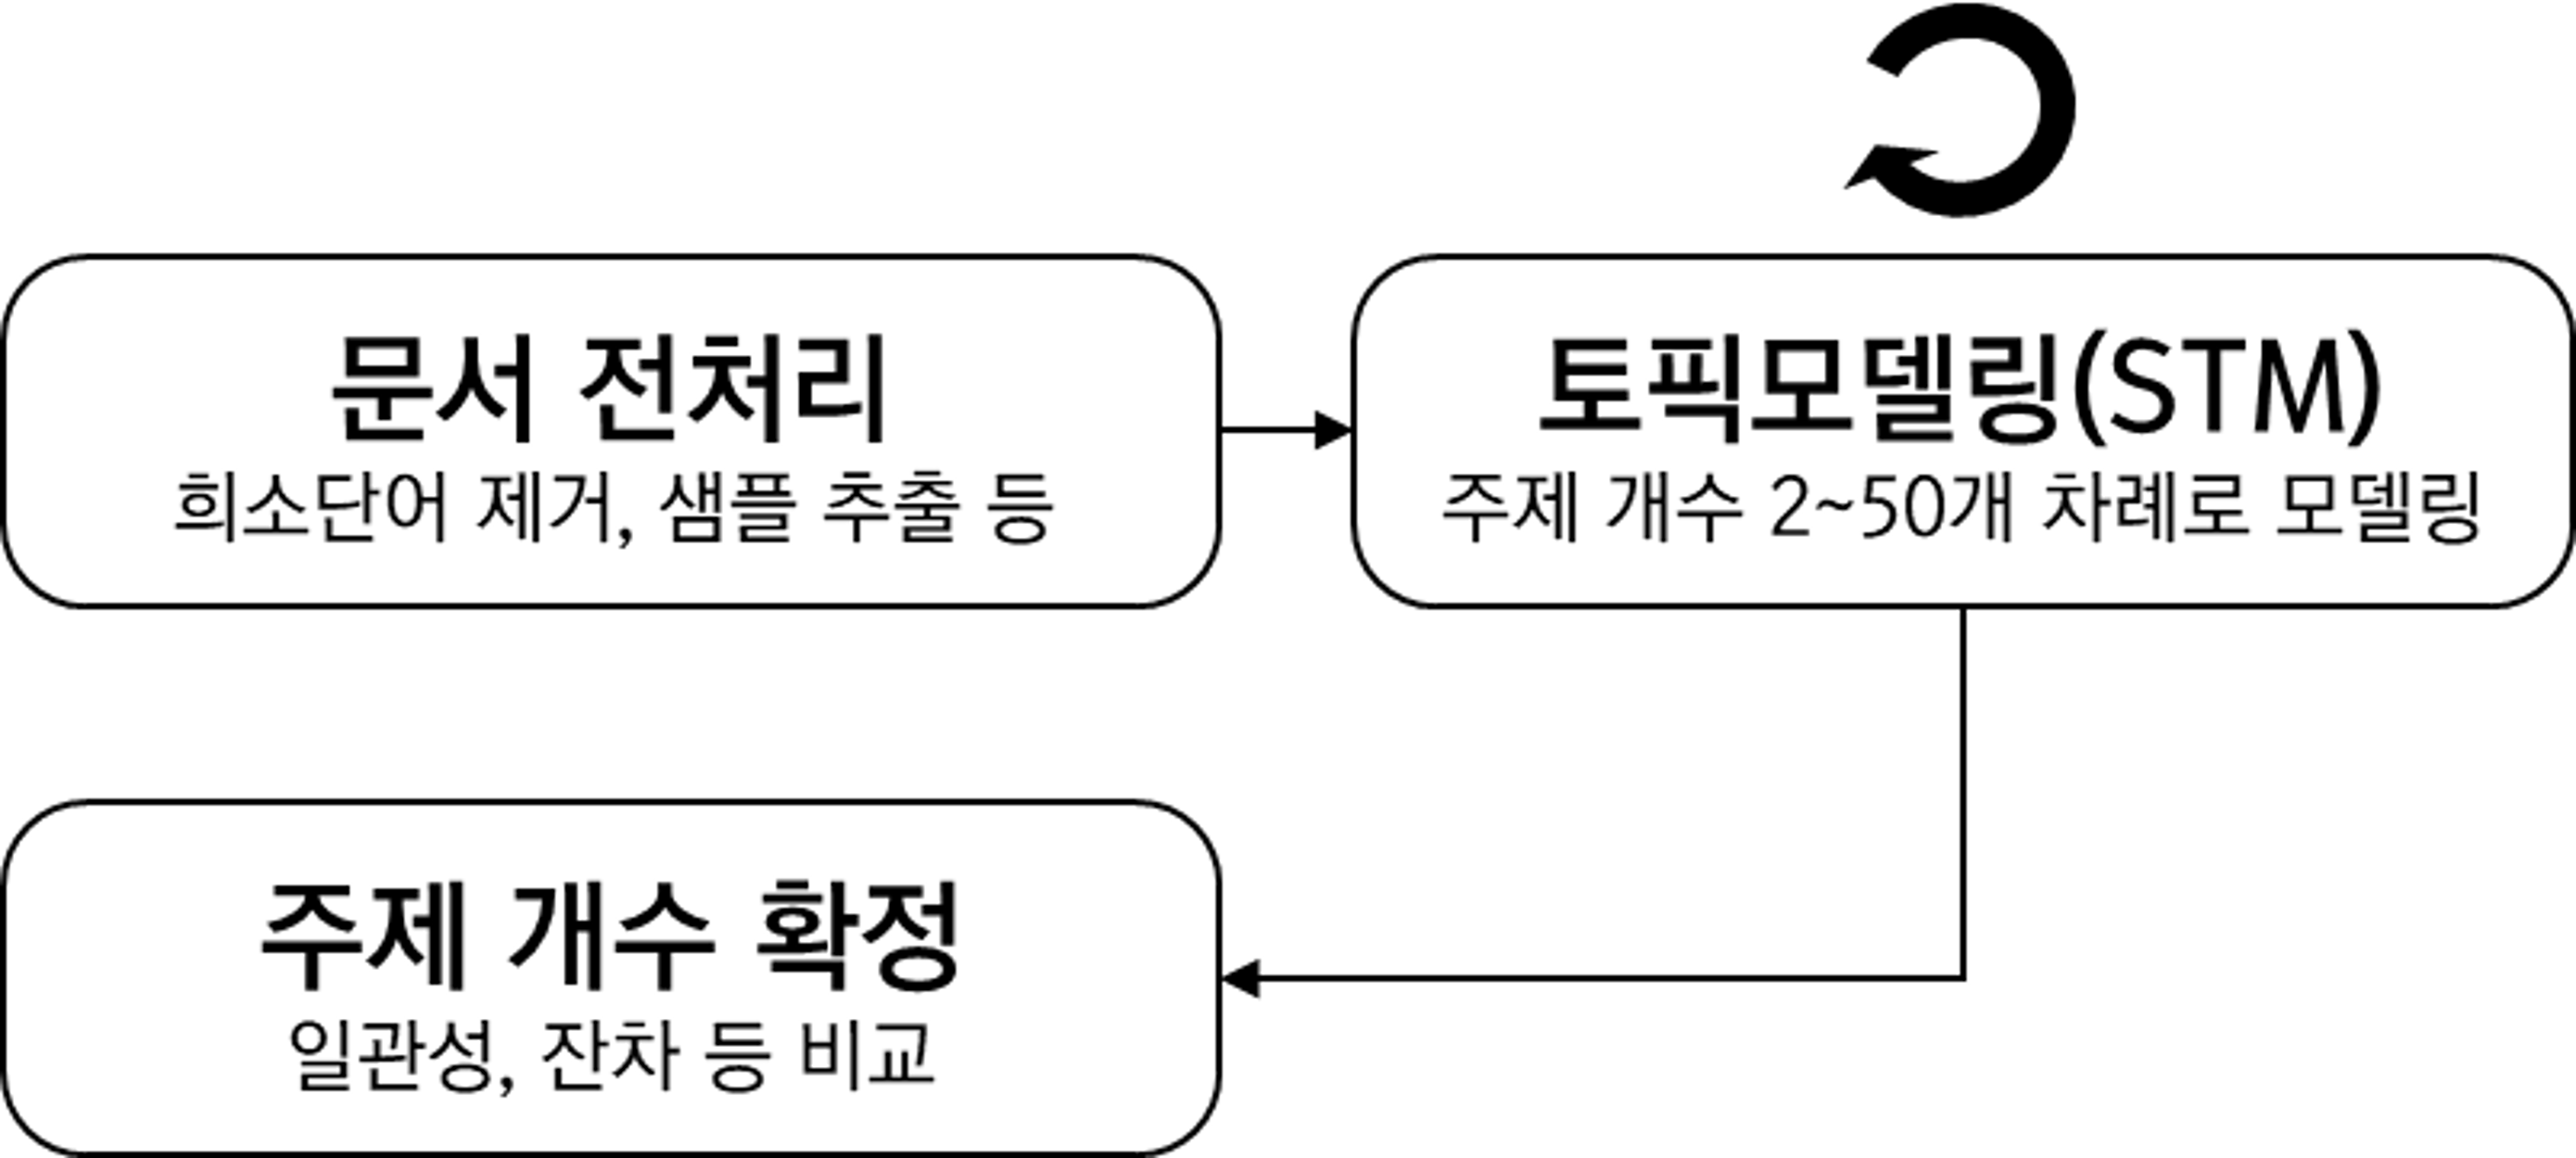 문서 전처리
희소단어 제거, 샘플 추출 등
토픽모델링(STM)
주제 개수 2~50개 차례로 모델링
주제 개수 확정
일관성, 잔차 등 비교